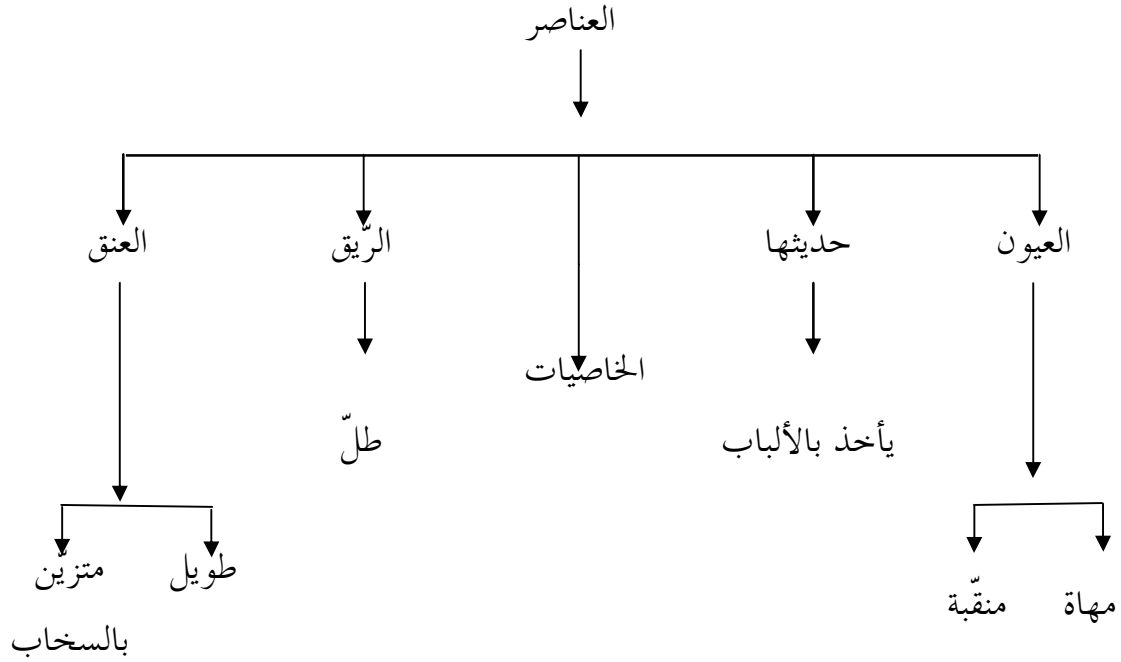 العناصر
العيون
حديثها
الرّيق
العنق
الخاصيات
يأخذ بالألباب
طلّ
مهاة
منقّبة
طويل
متزيّن
بالسخاب